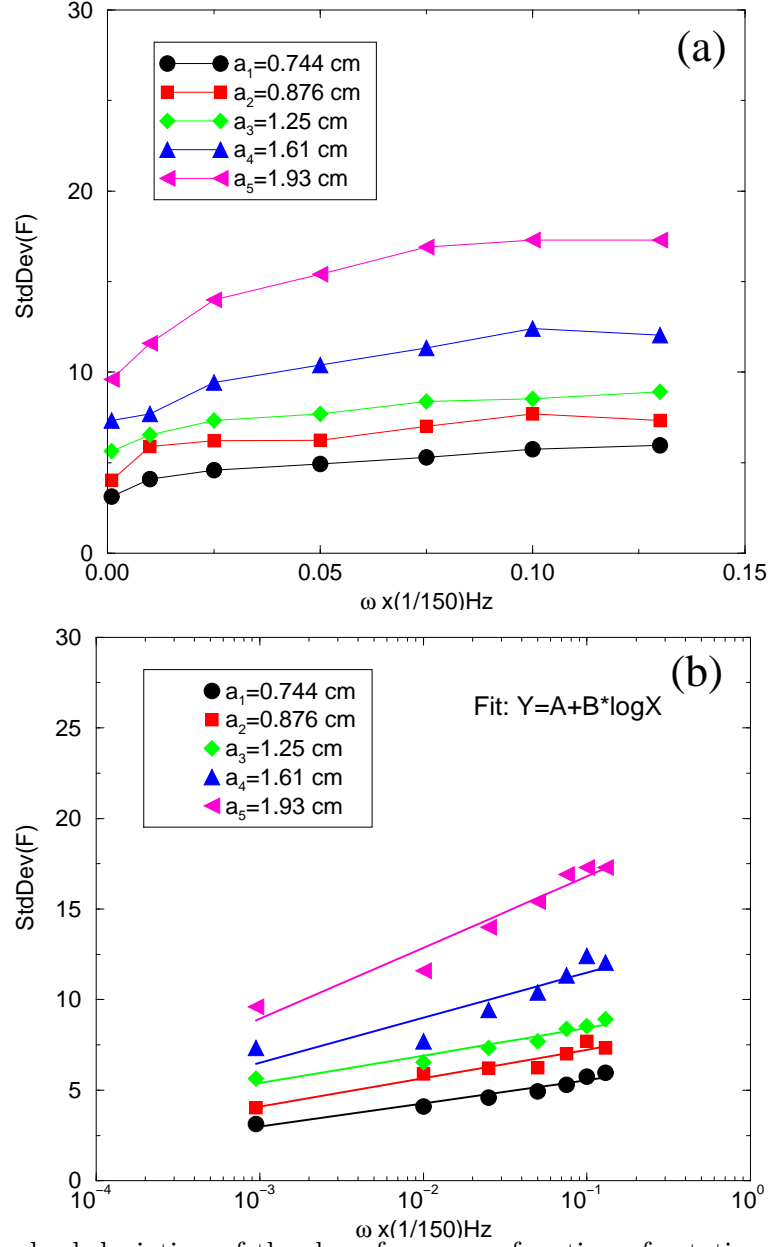 30
(a)
a1=0.744 cm
a2=0.876 cm
a3=1.25 cm
a4=1.61 cm
a5=1.93 cm
20
StdDev(F)
10
0
0.00 0.05 0.10 0.15
ω x(1/150)Hz
30
(b)
a1=0.744 cm
a2=0.876 cm
a3=1.25 cm
a4=1.61 cm
a5=1.93 cm
Fit: Y=A+B*logX
25
20
StdDev(F)
15
10
5
0
10−4 10−3 10−2 10−1 100
ω x(1/150)Hz